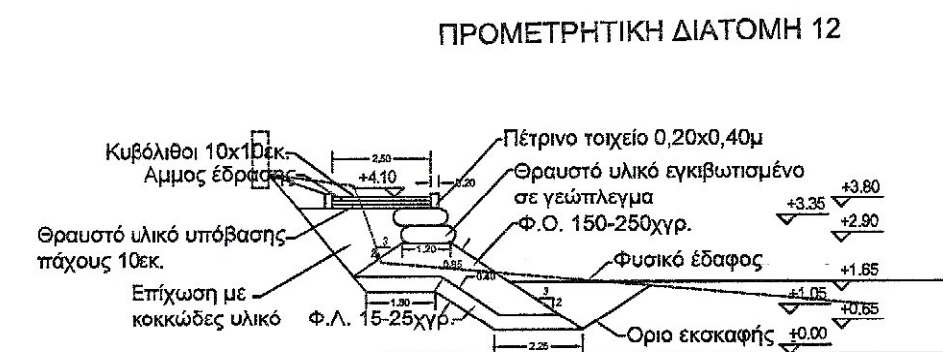 ΠΡΟΜΕΤΡΗΤΙΚΗ ΔΙΑΤΟΜΗ 12
Κυβόλιθοι 10x10εκ.
Αμμος έδρασης
2,50
+4.10
0.20
Πέτρινο τοιχείο 0,20x0,40μ
Θραυστό υλικό εγκιβωτισμένο
σε γεώπλεγμα
Φ.Ο. 150-250χγρ.
+3.80
+3.35
+2.90
Θραυστό υλικό υπόβασης
πάχους 10εκ.
3
2
1.20
0.85
0.40
Φυσικό έδαφος
+1.65
Επίχωση με
κοκκώδες υλικό
1.80
Φ.Λ. 15-25χγρ.
3
2
+1.05
+0.65
Οριο εκσκαφής
+0.00
2.25